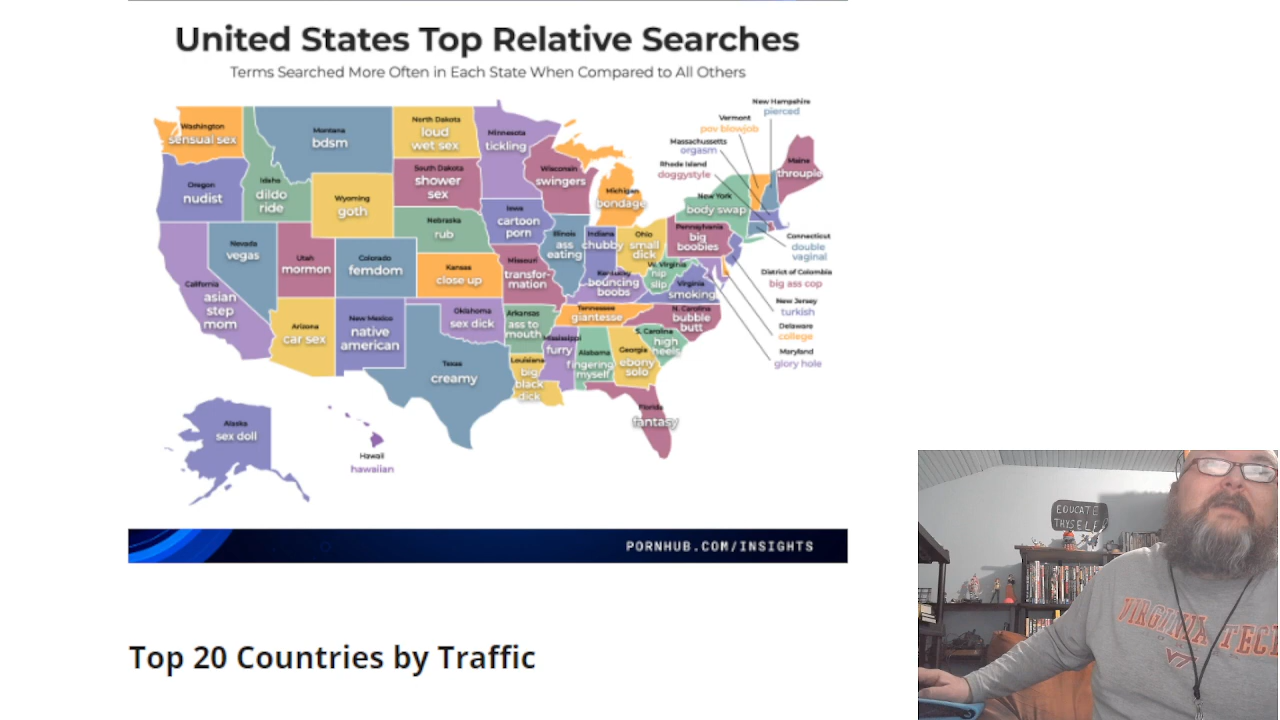 United States Top Relative Searches
Terms Searched More Often in Each State When Compared to All Others
Washington
sensual sex
Oregon
nudist
California
asian
step
mom
Idaho
dildo
ride
Nevada
vegas
Montana
bdsm
Wyoming
goth
Utah
mormon
Colorado
femdom
Arizona
car sex
New Mexico
native
american
North Dakota
loud
wet sex
South Dakota
shower
sex
Nebraska
rub
Kansas
close up
Oklahoma
sex dick
Texas
creamy
Minnesota
tickling
Iowa
cartoon
porn
Missouri
transfor-
mation
Arkansas
ass to
mouth
Louisiana
big
black
dick
Wisconsin
swingers
Illinois
ass
eating
Michigan
bondage
Indiana
chubby
Ohio
small
dick
Kentucky
bouncing
boobs
Tennessee
giantesse
Mississippi
furry
Alabama
fingering
myself
Georgia
ebony
solo
Florida
fantasy
S. Carolina
high
heels
N. Carolina
bubble
butt
Virginia
smoking
W. Virginia
nip
slip
Pennsylvania
big
boobies
New York
body swap
Vermont
pov blowjob
New Hampshire
pierced
Maine
throuple
Massachussetts
orgasm
Rhode Island
doggystyle
Connecticut
double
vaginal
District of Colombia
big ass cop
New Jersey
turkish
Delaware
college
Maryland
glory hole
Alaska
sex doll
Hawaii
hawaiian
PORNHUB.COM/INSIGHTS
Top 20 Countries by Traffic
EDUCATE
THYSELF
VIRGINIA TECH
VT